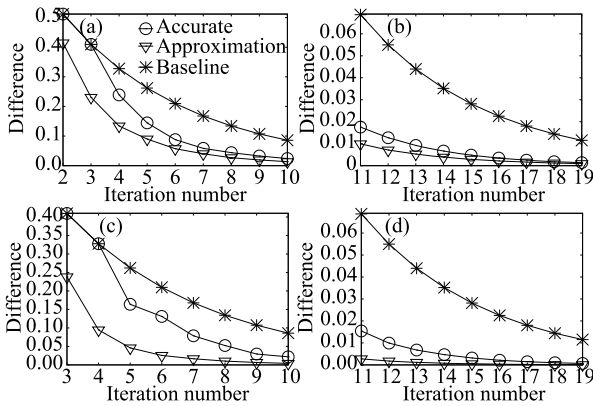 (a)
Accurate
Approximation
Baseline
Difference
0.5
0.4
0.3
0.2
0.1
0.0
2 3 4 5 6 7 8 9 10
Iteration number
(b)
Difference
0.06
0.05
0.04
0.03
0.02
0.01
0
11 12 13 14 15 16 17 18 19
Iteration number
(c)
Difference
0.40
0.35
0.30
0.25
0.20
0.15
0.10
0.05
0.00
3 4 5 6 7 8 9 10
Iteration number
(d)
Difference
0.06
0.05
0.04
0.03
0.02
0.01
0.00
11 12 13 14 15 16 17 18 19
Iteration number